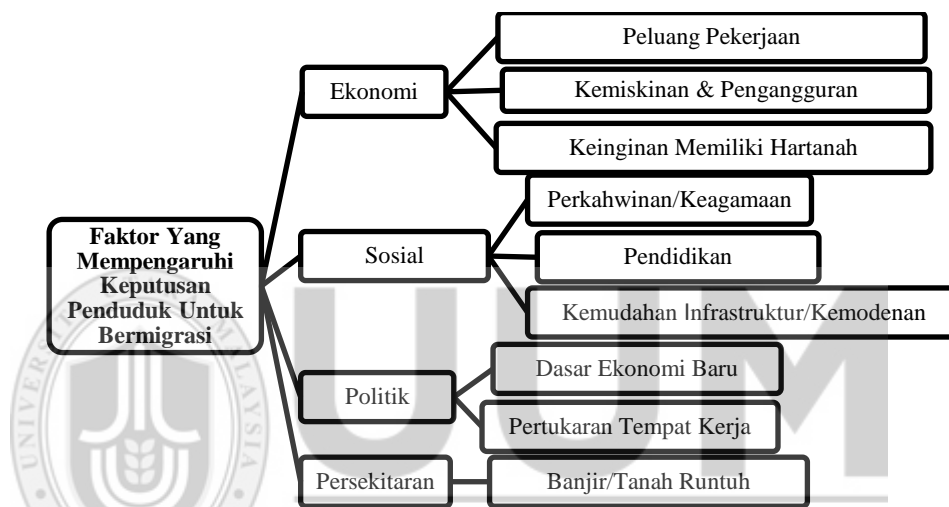 Faktor Yang
Mempengaruhi
Keputusan
Penduduk Untuk
Bermigrasi
Ekonomi
Peluang Pekerjaan
Kemiskinan & Pengangguran
Keinginan Memiliki Hartanah
Sosial
Perkahwinan/Keagamaan
Pendidikan
Kemudahan Infrastruktur/Kemodenan
Politik
Dasar Ekonomi Baru
Pertukaran Tempat Kerja
Persekitaran
Banjir/Tanah Runtuh
UUM